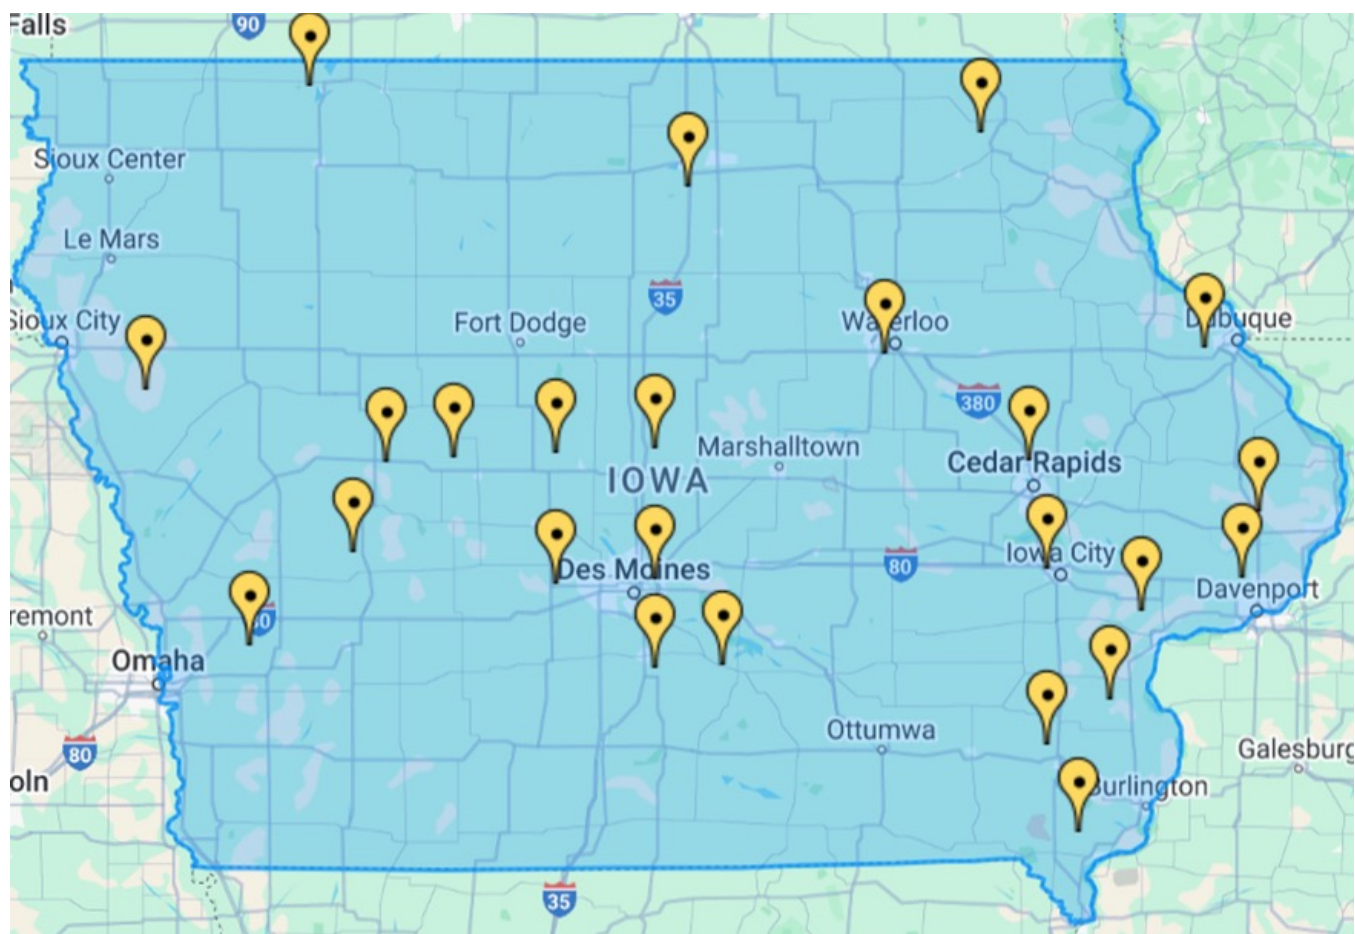 Falls
90
Sioux Center
Le Mars
35
Sioux City
Fort Dodge
Waterloo
Dubuque
380
Marshalltown
IOWA
Cedar Rapids
Iowa City
80
Des Moines
Davenport
remont
Omaha
80
Ottumwa
Galesburg
oln
Burlington
35